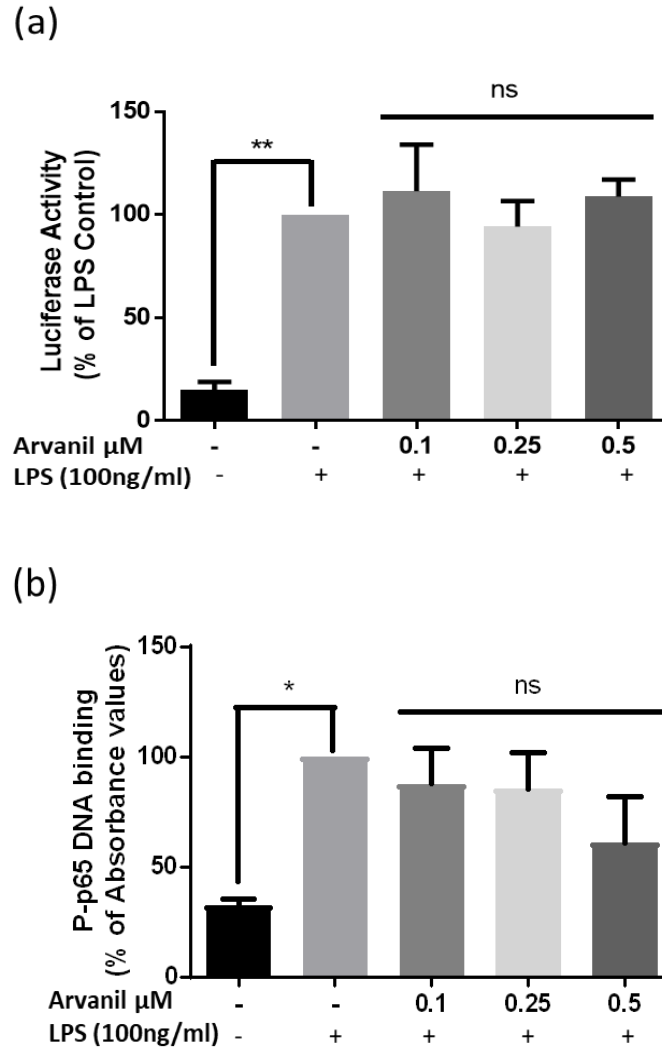 (a)
ns
150
**
100
50
0
Luciferase Activity
(% of LPS Control)
Arvanil µM - - 0.1 0.25 0.5
LPS (100ng/ml) - + + + +
(b)
150
ns
*
100
50
0
P-p65 DNA binding
(% of Absorbance values)
Arvanil µM - - 0.1 0.25 0.5
LPS (100ng/ml) - + + + +